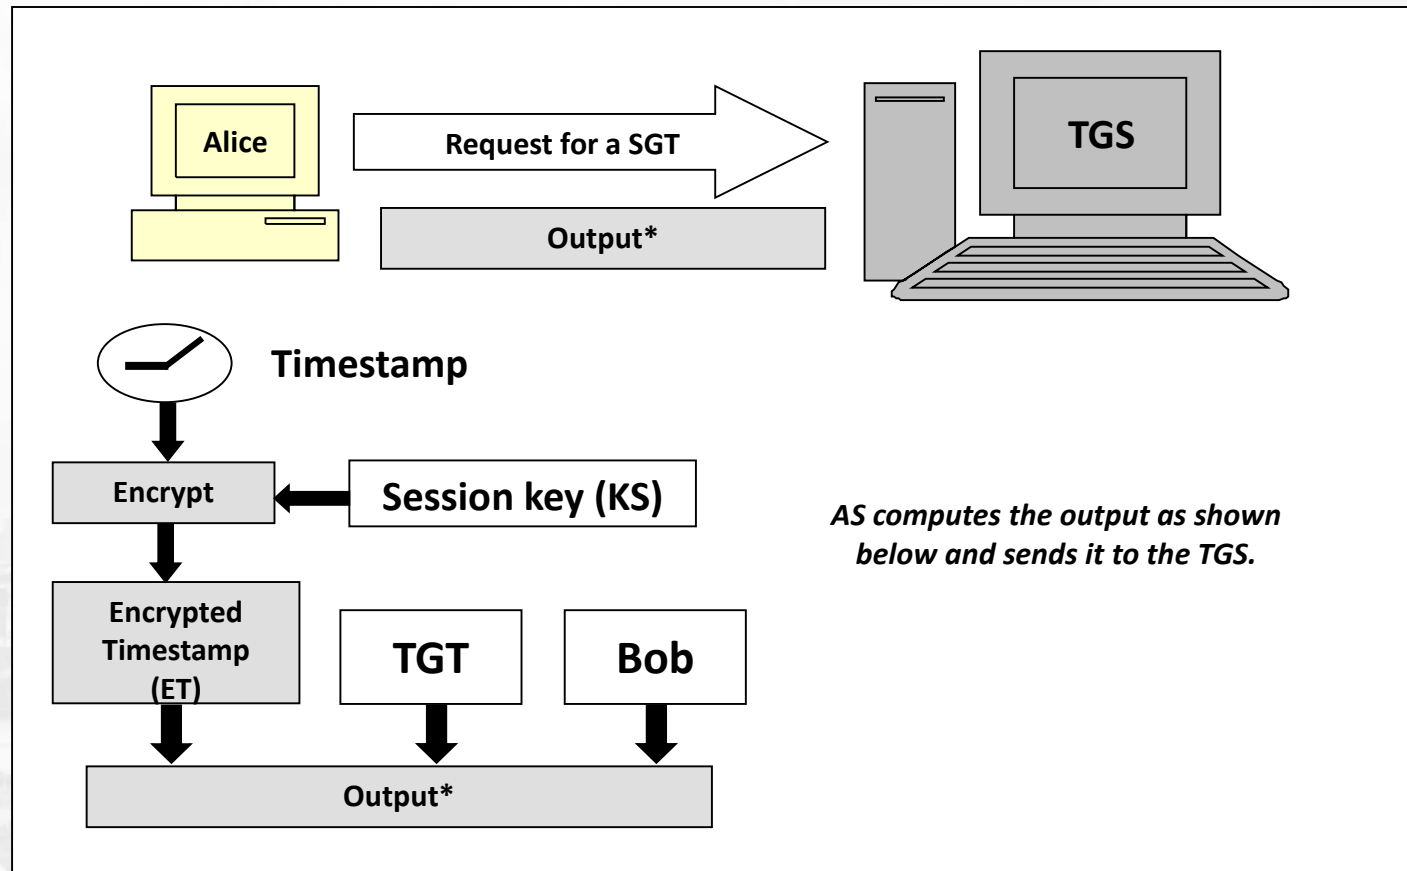 Alice
Request for a SGT
TGS
Output*
Timestamp
Encrypt
Session key (KS)
AS computes the output as shown
below and sends it to the TGS.
Encrypted
Timestamp
(ET)
TGT
Bob
Output*